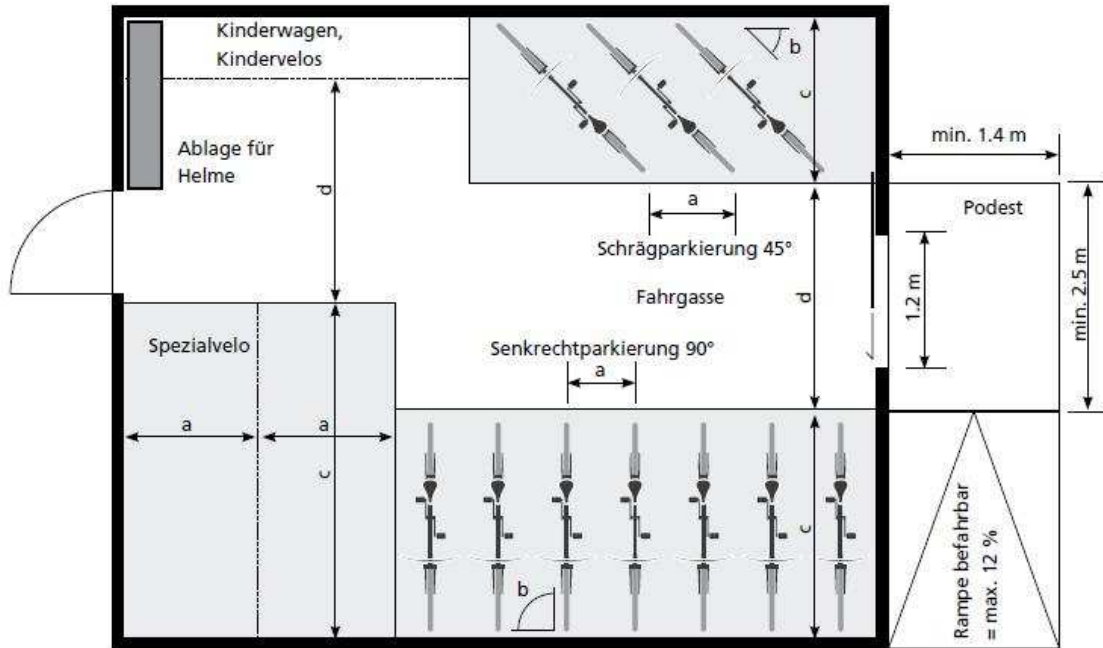 Kinderwagen,
Kindervelos
b
c
min. 1.4 m
Ablage für
Helme
d
a
Podest
Schrägparkierung 45°
Fahrgasse
d
1.2 m
min. 2.5 m
Spezialvelo
Senkrechtparkierung 90°
a
a
a
c
c
b
Rampe befahrbar
= max. 12 %